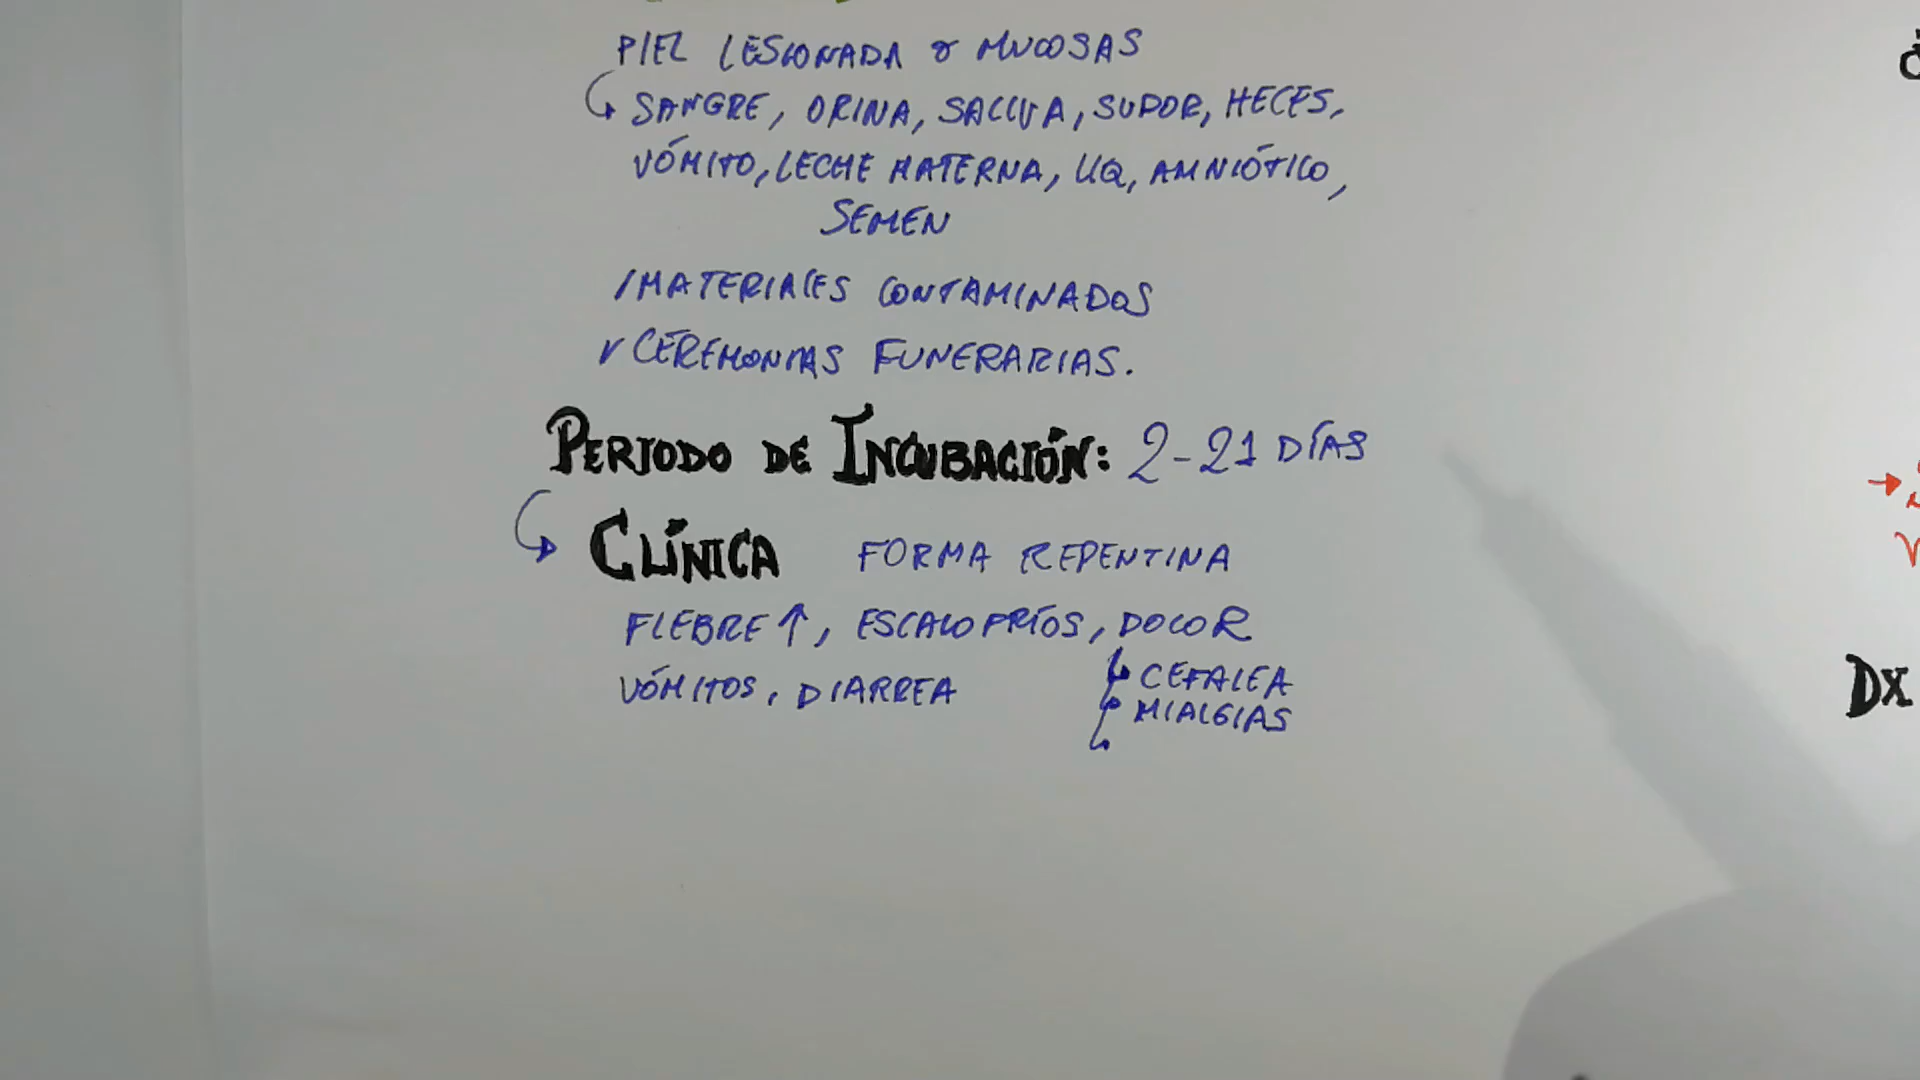 PIEL LESIONADA o MUCOSAS
SANGRE, ORINA, SALIVA, SUDOR, HECES,
VÓMITO, LECHE MATERNA, LIQ, AMNIÓTICO,
SEMEN
MATERIALES CONTAMINADOS
CEREMONIAS FUNERARIAS.
PERIODO DE INCUBACIÓN: 2-21 DÍAS
CLÍNICA FORMA REPENTINA
FIEBRE ↑, ESCALOFRÍOS, DOLOR
VÓMITOS, DIARREA
CEFALEA
MIALGIAS
DX